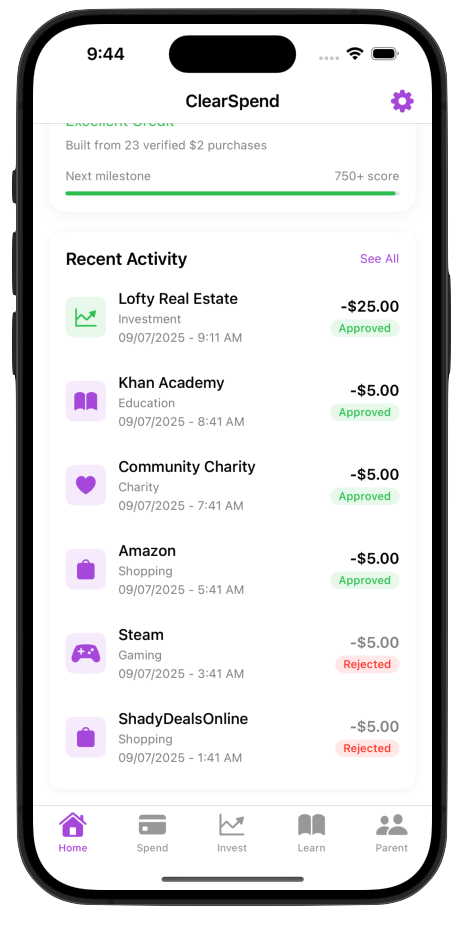 9:44
ClearSpend
Excellent Credit
Built from 23 verified $2 purchases
Next milestone 750+ score
Recent Activity See All
Lofty Real Estate
Investment
09/07/2025 - 9:11 AM
-$25.00
Approved
Khan Academy
Education
09/07/2025 - 8:41 AM
-$5.00
Approved
Community Charity
Charity
09/07/2025 - 7:41 AM
-$5.00
Approved
Amazon
Shopping
09/07/2025 - 5:41 AM
-$5.00
Approved
Steam
Gaming
09/07/2025 - 3:41 AM
-$5.00
Rejected
ShadyDealsOnline
Shopping
09/07/2025 - 1:41 AM
-$5.00
Rejected
Home Spend Invest Learn Parent